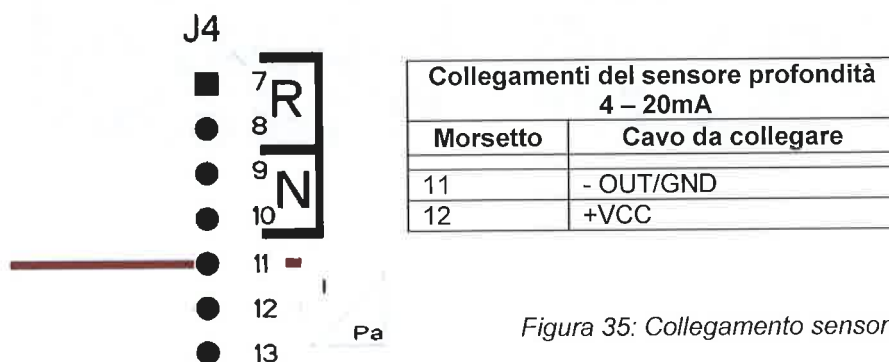 J4
7
R
8
9
N
10
11
12
13
Pa
Collegamenti del sensore profondità
4 – 20mA
Morsetto Cavo da collegare
11 - OUT/GND
12 +VCC
Figura 35: Collegamento sensor